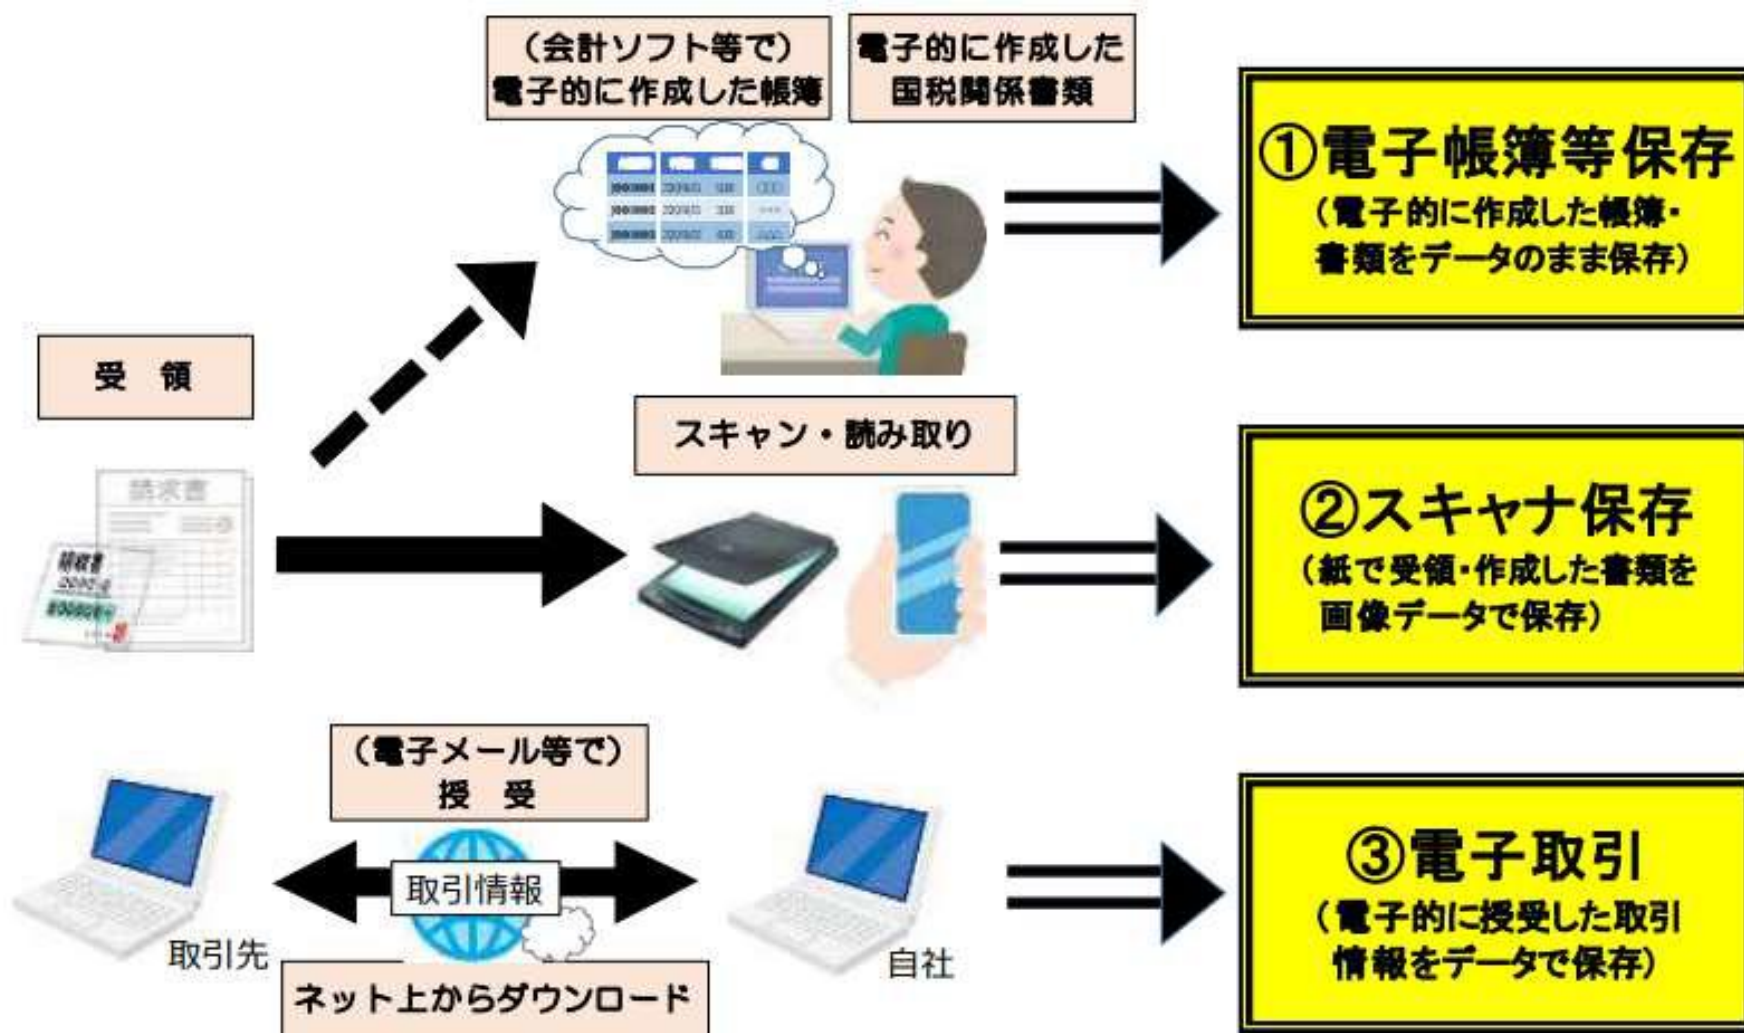 (会計ソフト等で)
電子的に作成した帳簿
電子的に作成した
国税関係書類
①電子帳簿等保存
(電子的に作成した帳簿・
書類をデータのまま保存)
受 領
請求書
領収書
スキャン・読み取り
②スキャナ保存
(紙で受領・作成した書類を
画像データで保存)
(電子メール等で)
授 受
取引情報
取引先
自社
ネット上からダウンロード
③電子取引
(電子的に授受した取引
情報をデータで保存)